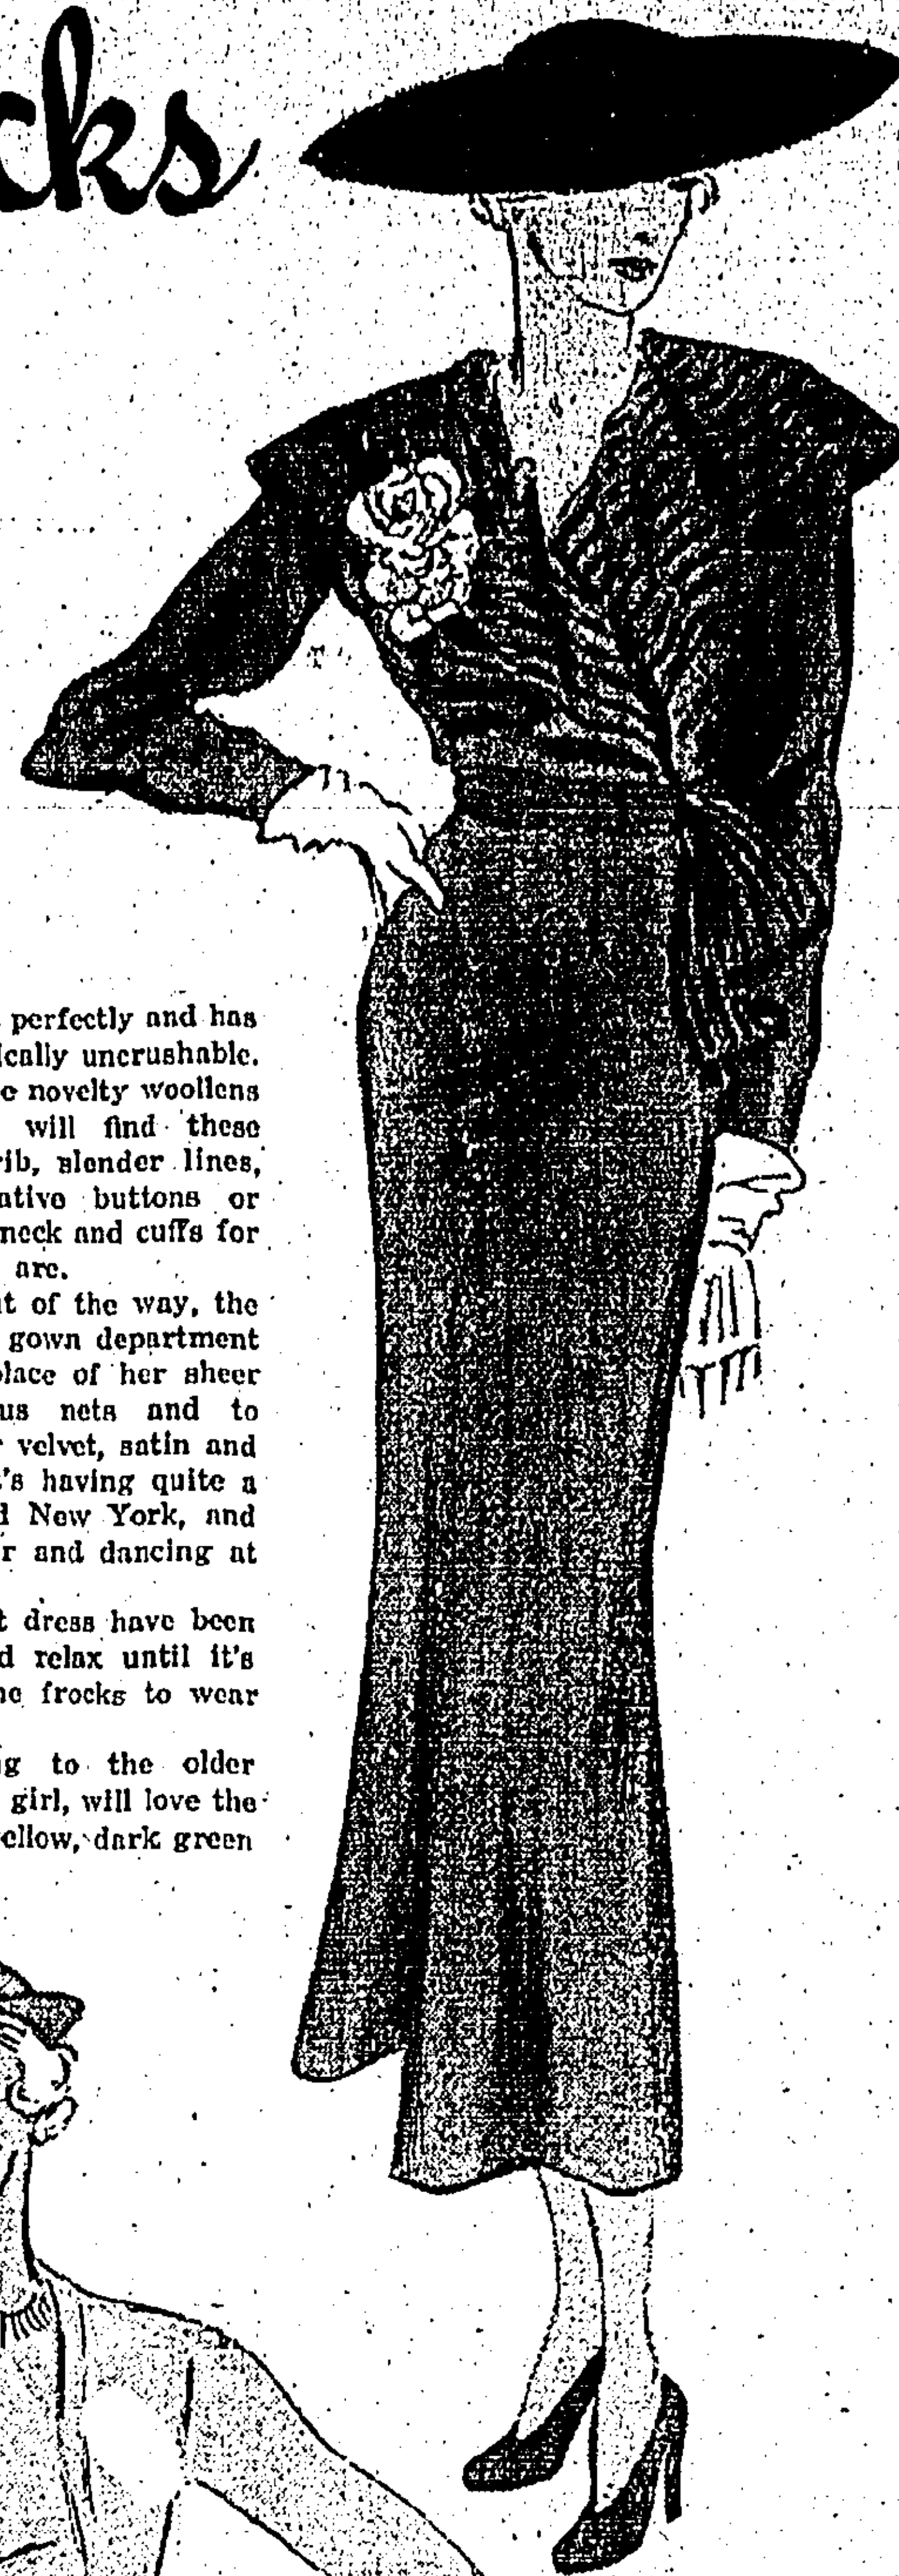 cks
perfectly and has
ically uncrushable.
novelty woollens
will find these
rib, slender lines,
ative buttons or
neck and cuffs for
are.
t of the way, the
gown department
place of her sheer
us nets and to
velvet, satin and
's having quite a
New York, and
r and dancing at
dress have been
d relax until it's
frocks to wear
ig to the older
girl, will love the
ellow, dark green